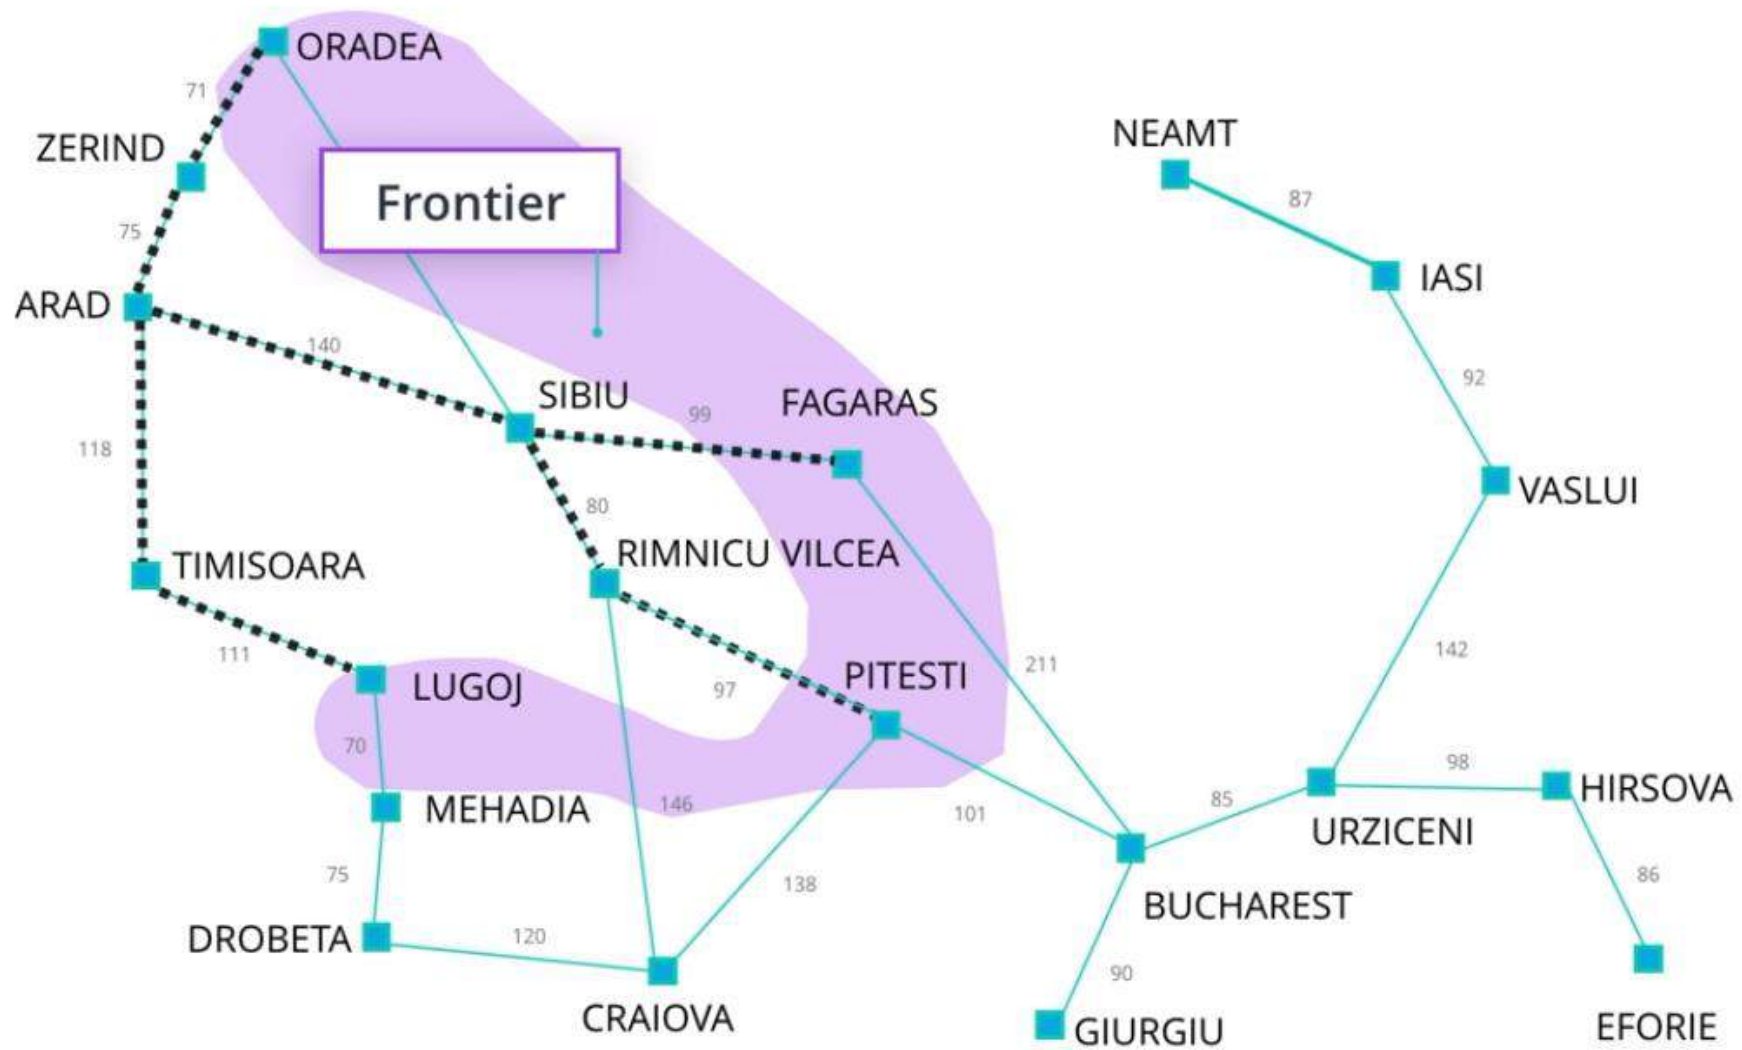 ORADEA
71
NEAMT
ZERIND
87
Frontier
75
IASI
ARAD
140
92
SIBIU
99
FAGARAS
118
VASLUI
80
RIMNICU VILCEA
TIMISOARA
111
142
211
PITESTI
LUGOJ
97
70
98
HIRSOVA
85
146
MEHADIA
101
URZICENI
75
138
86
BUCHAREST
DROBETA
120
90
CRAIOVA
GIURGIU
EFORIE